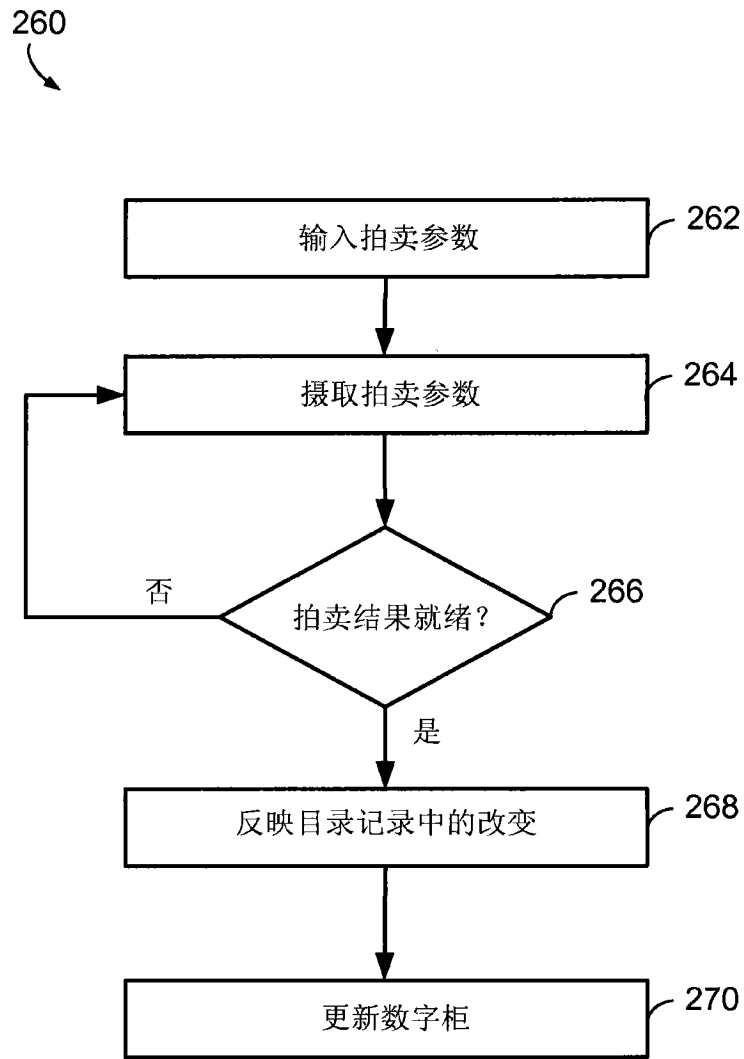 260
输入拍卖参数
262
摄取拍卖参数
264
拍卖结果就绪？
266
否
是
反映目录记录中的改变
268
更新数字柜
270